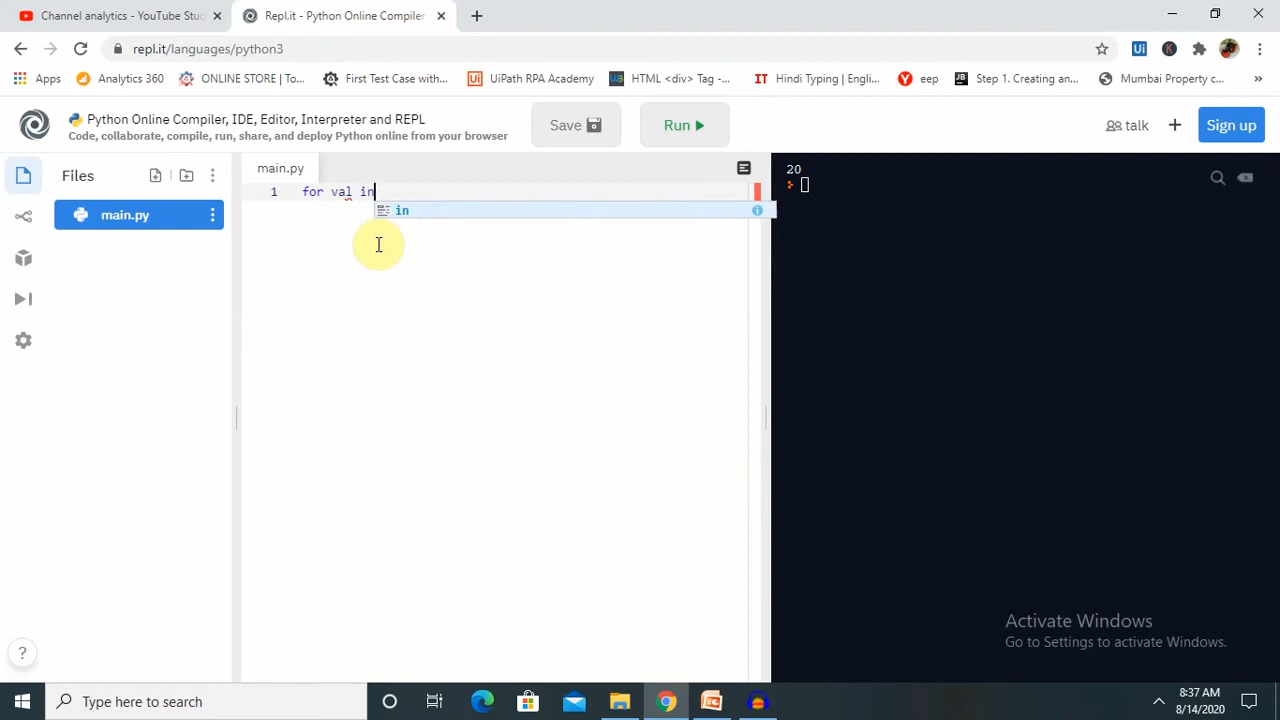 Channel analytics - YouTube Stud
Repl.it - Python Online Compiler
repl.it/languages/python3
Apps
Analytics 360
ONLINE STORE | To...
First Test Case with...
Ui
UiPath RPA Academy
HTML <div> Tag -...
IT
Hindi Typing | Engli...
Y
eep
JB
Step 1. Creating an...
Mumbai Property c...
»
Python Online Compiler, IDE, Editor, Interpreter and REPL
Code, collaborate, compile, run, share, and deploy Python online from your browser
Save
Run
talk
+
Sign up
Files
main.py
main.py
1 for val in
in
20
Activate Windows
Go to Settings to activate Windows.
?
Type here to search
8:37 AM
8/14/2020